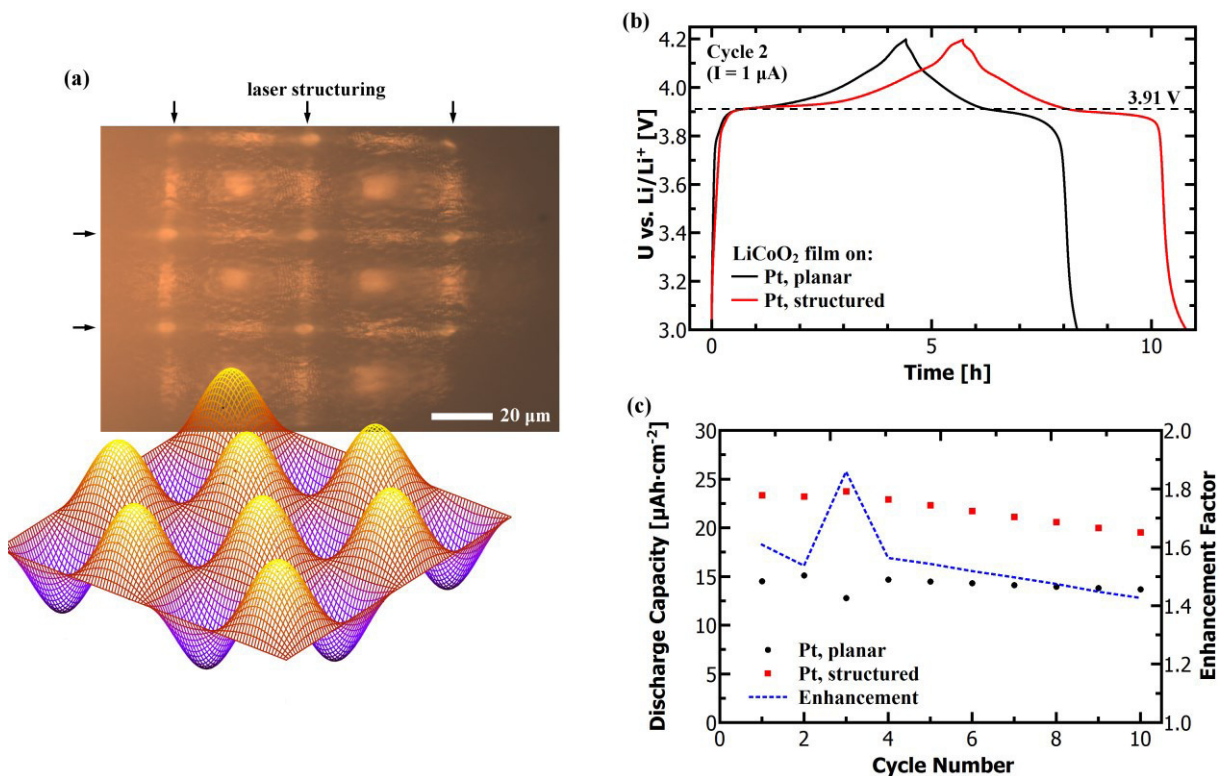 (a)
laser structuring
20 µm
(b)
U vs. Li/Li⁺ [V]
4.2
4.0
3.8
3.6
3.4
3.2
3.0
Cycle 2
(I = 1 µA)
3.91 V
LiCoO₂ film on:
Pt, planar
Pt, structured
0
5
10
Time [h]
(c)
Discharge Capacity [µAh·cm⁻²]
30
25
20
15
10
5
0
Pt, planar
Pt, structured
Enhancement
2.0
1.8
1.6
1.4
1.2
1.0
Enhancement Factor
0
2
4
6
8
10
Cycle Number